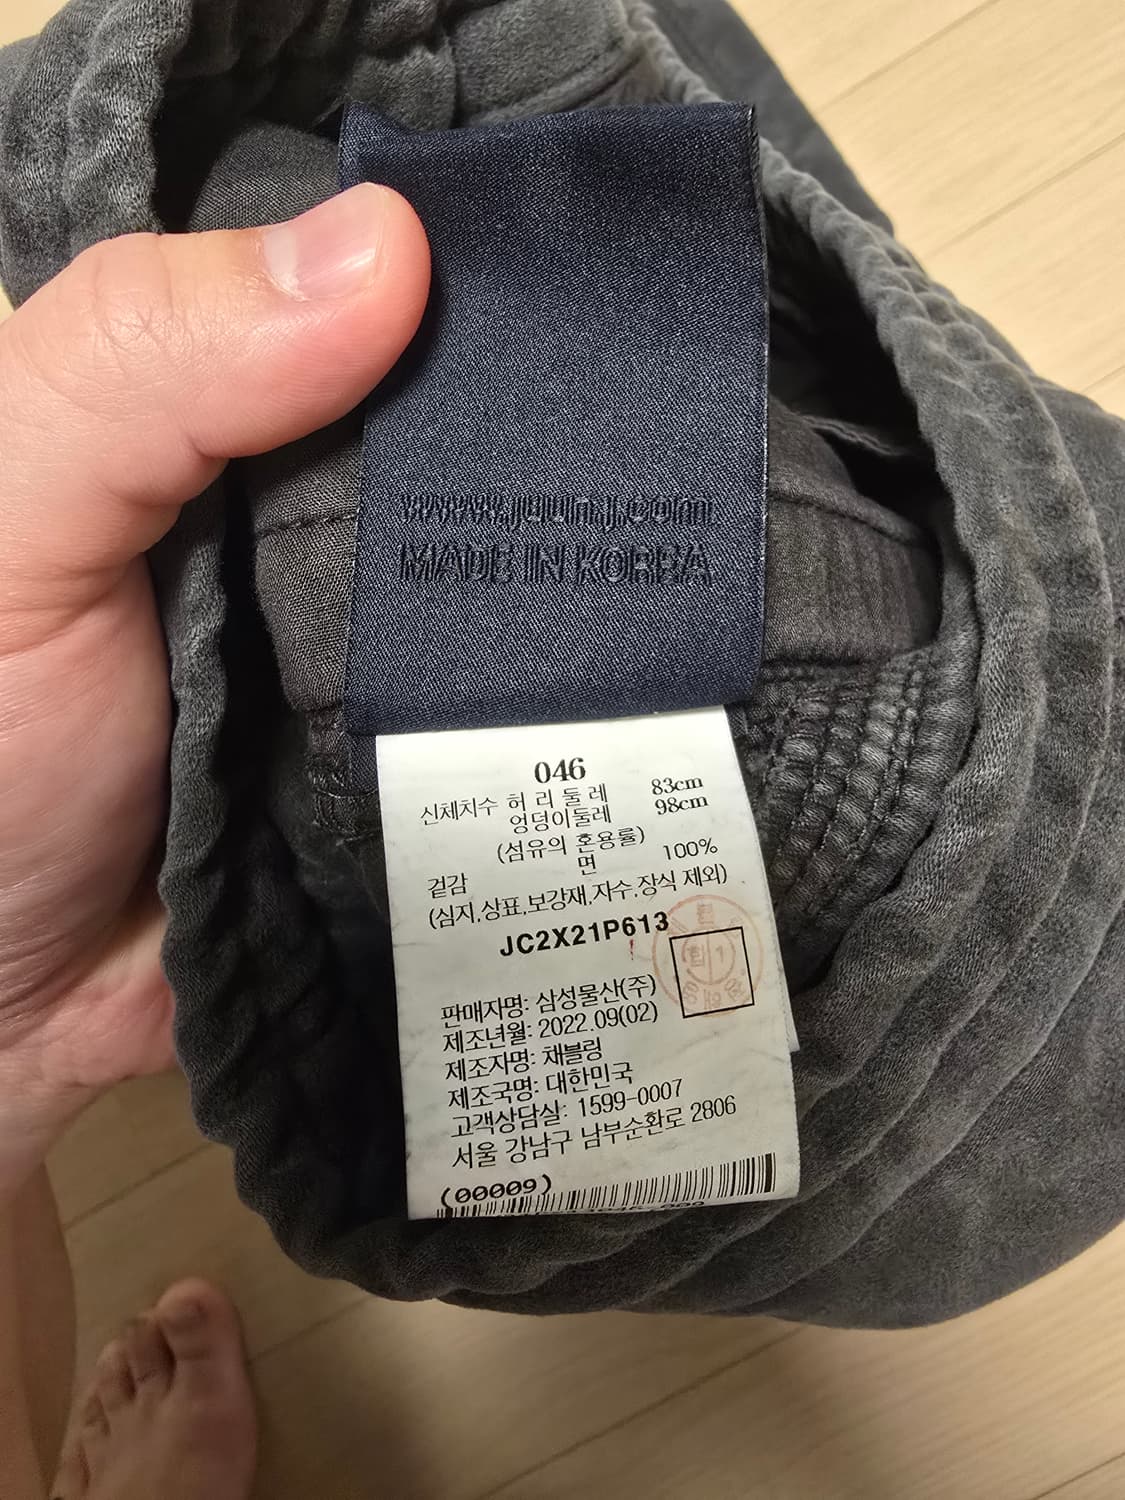 www.juunj.com
MADE IN KOREA
046
신체치수 허 리 둘 레 83cm
엉덩이둘레 98cm
(섬유의 혼용률)
겉감 면 100%
(심지,상표,보강재,자수,장식 제외)
JC2X21P613
판매자명: 삼성물산(주)
제조년월: 2022.09(02)
제조자명: 채블링
제조국명: 대한민국
고객상담실: 1599-0007
서울 강남구 남부순환로 2806
(00009)